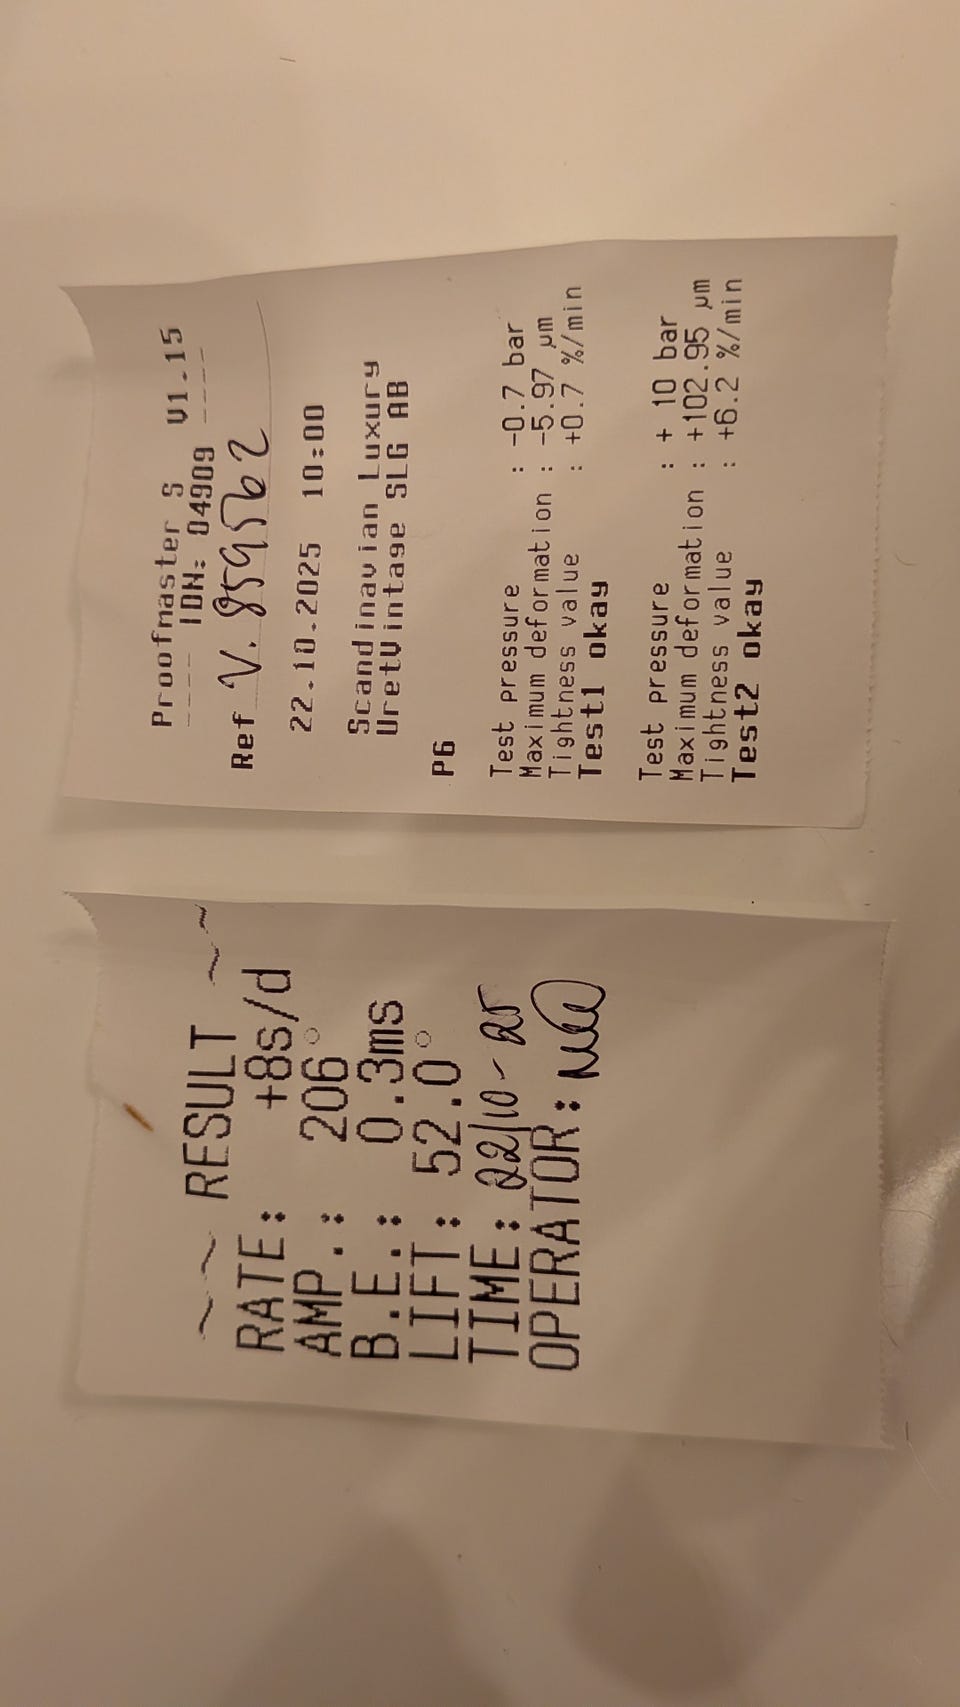 ~~ RESULT ~~
RATE: +8s/d
AMP.: 206°
B.E.: 0.3ms
LIFT: 52.0°
TIME: 22/10-25
OPERATOR:
Proofmaster S V1.15
---- IDN: 04909 ----
Ref V.859562
22.10.2025 10:00
Scandinavian Luxury
UretVintage SLG AB
P6
Test pressure : -0.7 bar
Maximum deformation : -5.97 µm
Tightness value : +0.7 %/min
Test1 okay
Test pressure : + 10 bar
Maximum deformation : +102.95 µm
Tightness value : +6.2 %/min
Test2 okay